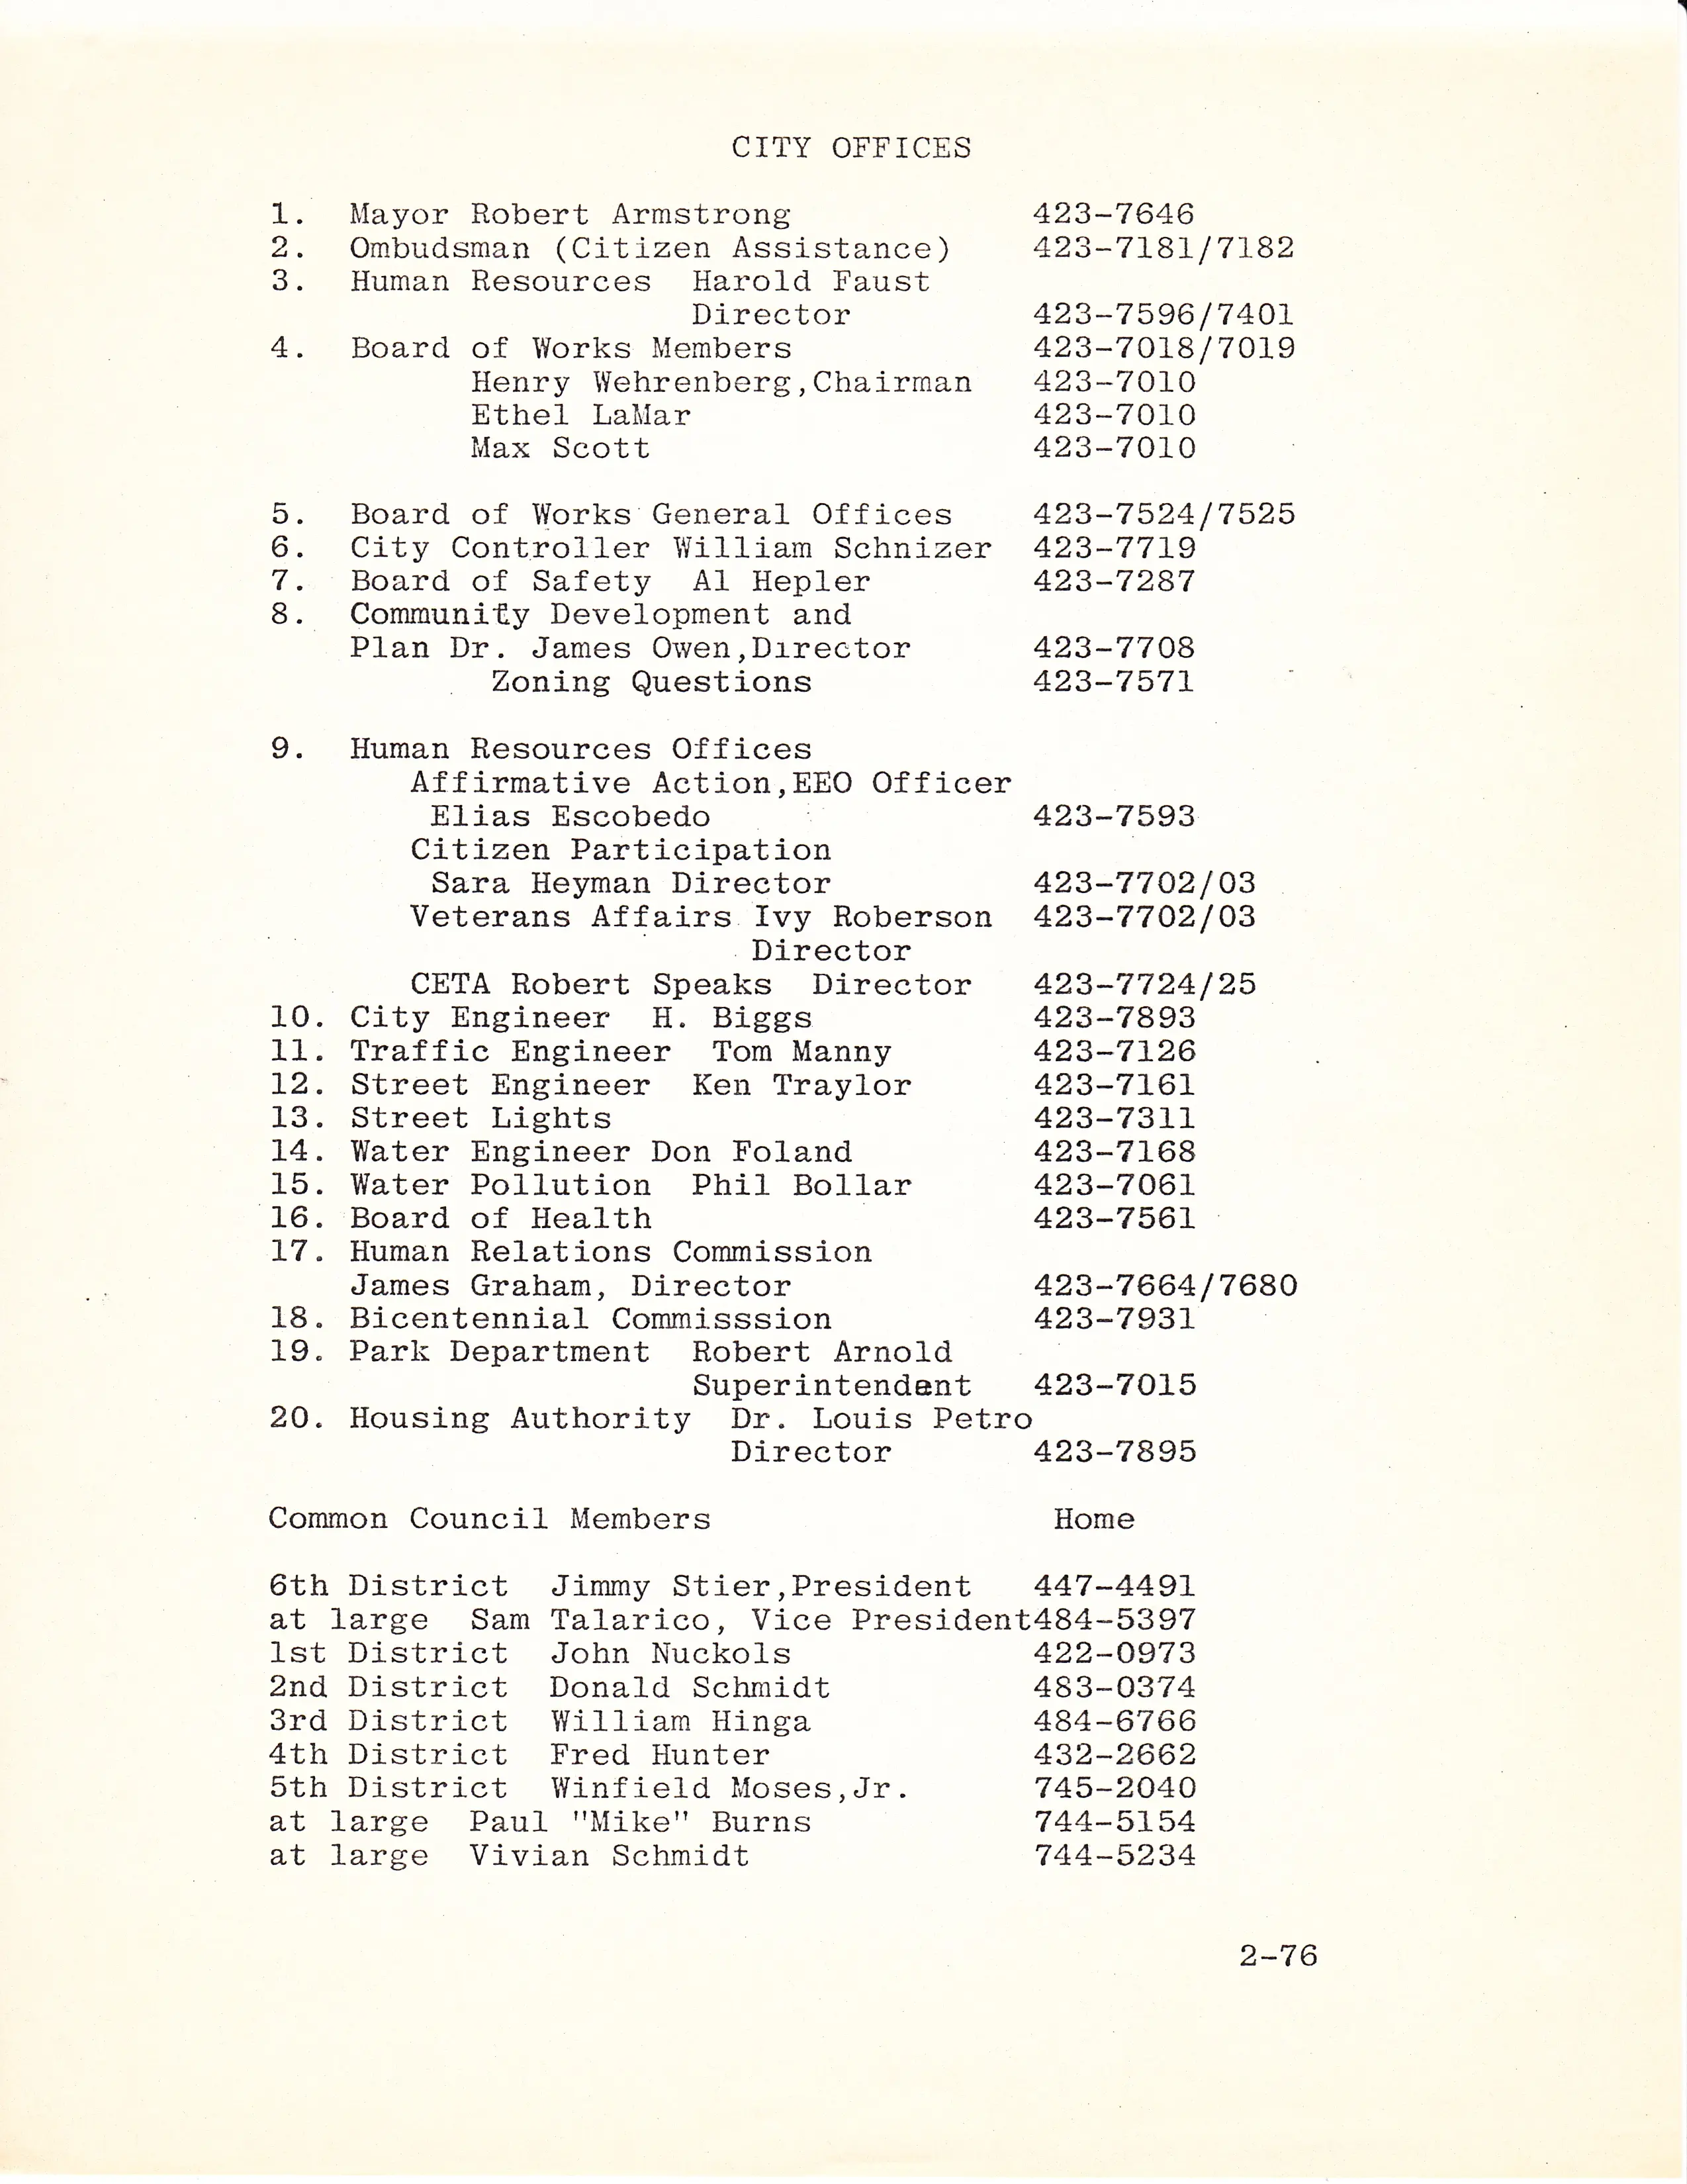 CITY OFFICES
1. Mayor Robert Armstrong 423-7646
2. Ombudsman (Citizen Assistance) 423-7181/7182
3. Human Resources Harold Faust
Director 423-7596/7401
4. Board of Works Members 423-7018/7019
Henry Wehrenberg,Chairman 423-7010
Ethel LaMar 423-7010
Max Scott 423-7010
5. Board of Works General Offices 423-7524/7525
6. City Controller William Schnizer 423-7719
7. Board of Safety Al Hepler 423-7287
8. Community Development and
Plan Dr. James Owen,Director 423-7708
Zoning Questions 423-7571
9. Human Resources Offices
Affirmative Action,EEO Officer
Elias Escobedo 423-7593
Citizen Participation
Sara Heyman Director 423-7702/03
Veterans Affairs Ivy Roberson 423-7702/03
Director
CETA Robert Speaks Director 423-7724/25
10. City Engineer H. Biggs 423-7893
11. Traffic Engineer Tom Manny 423-7126
12. Street Engineer Ken Traylor 423-7161
13. Street Lights 423-7311
14. Water Engineer Don Foland 423-7168
15. Water Pollution Phil Bollar 423-7061
16. Board of Health 423-7561
17. Human Relations Commission
James Graham, Director 423-7664/7680
18. Bicentennial Commisssion 423-7931
19. Park Department Robert Arnold
Superintendent 423-7015
20. Housing Authority Dr. Louis Petro
Director 423-7895
Common Council Members Home
6th District Jimmy Stier,President 447-4491
at large Sam Talarico, Vice President484-5397
1st District John Nuckols 422-0973
2nd District Donald Schmidt 483-0374
3rd District William Hinga 484-6766
4th District Fred Hunter 432-2662
5th District Winfield Moses,Jr. 745-2040
at large Paul "Mike" Burns 744-5154
at large Vivian Schmidt 744-5234
2-76